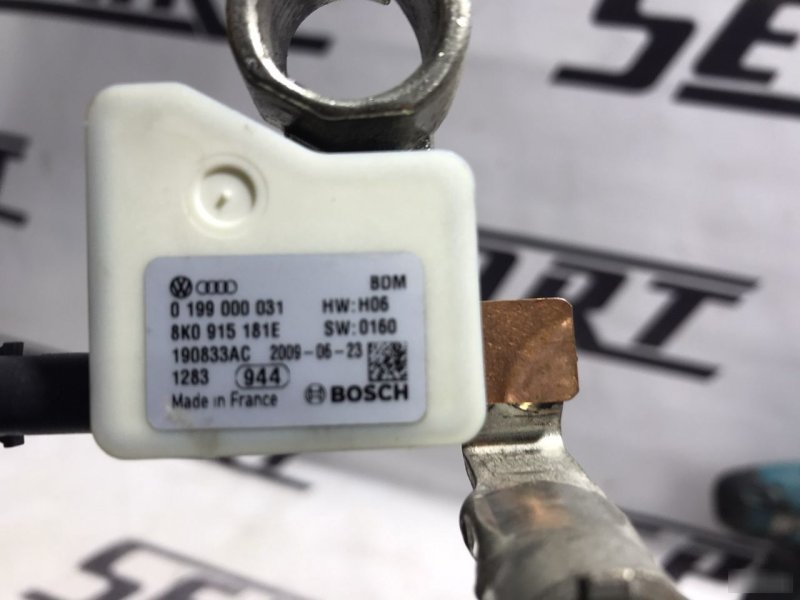 BDM
0 199 000 031 HW:H06
8K0 915 181E SW:0160
190833AC 2009-06-23
1283 944
Made in France BOSCH